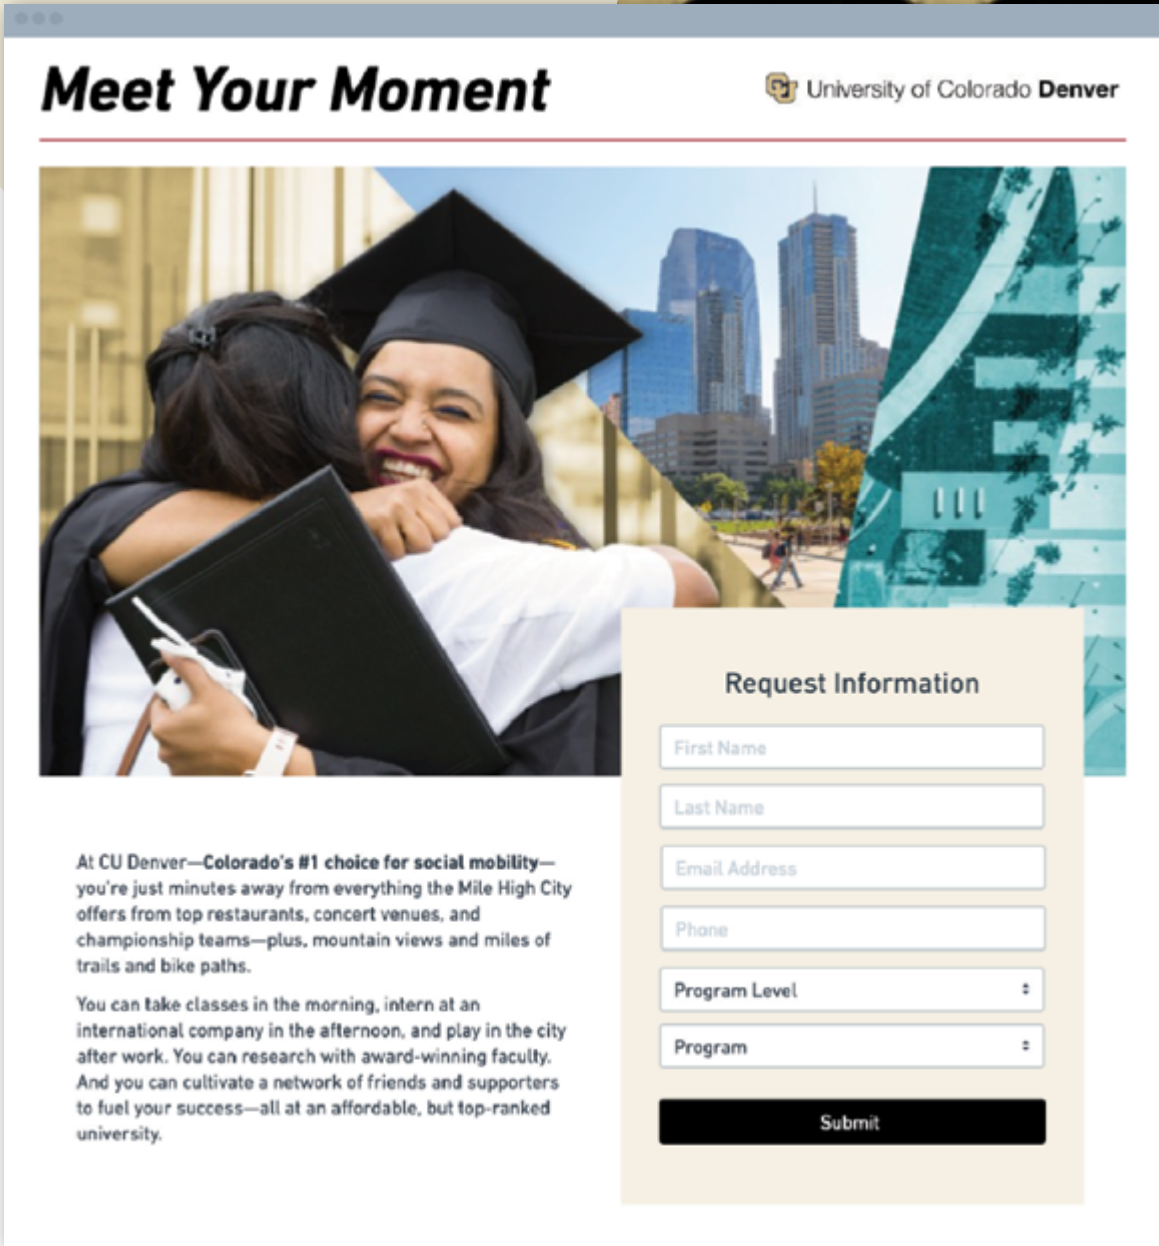 Meet Your Moment
University of Colorado Denver
Request Information
First Name
Last Name
Email Address
Phone
Program Level
Program
Submit
At CU Denver—Colorado's #1 choice for social mobility—
you're just minutes away from everything the Mile High City
offers from top restaurants, concert venues, and
championship teams—plus, mountain views and miles of
trails and bike paths.
You can take classes in the morning, intern at an
international company in the afternoon, and play in the city
after work. You can research with award-winning faculty.
And you can cultivate a network of friends and supporters
to fuel your success—all at an affordable, but top-ranked
university.